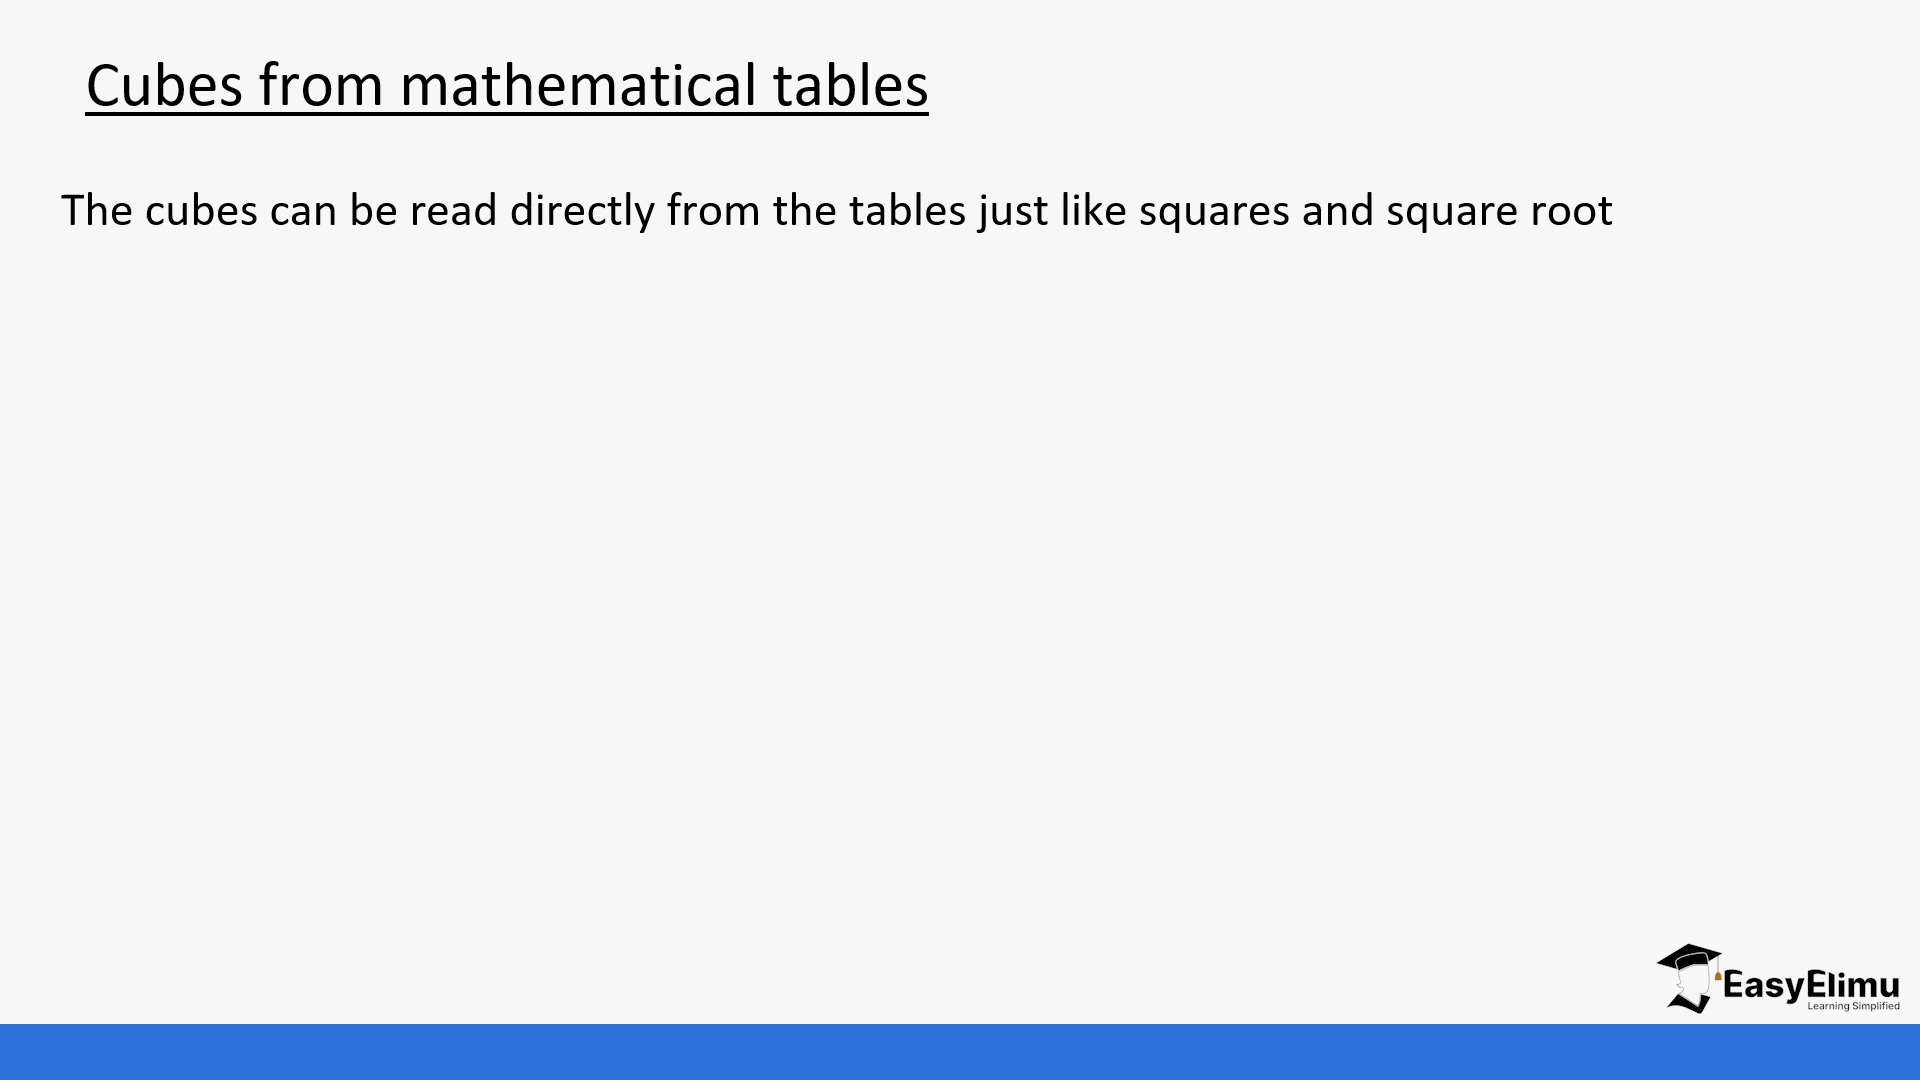 Cubes from mathematical tables
The cubes can be read directly from the tables just like squares and square root
EasyElimu
Learning Simplified